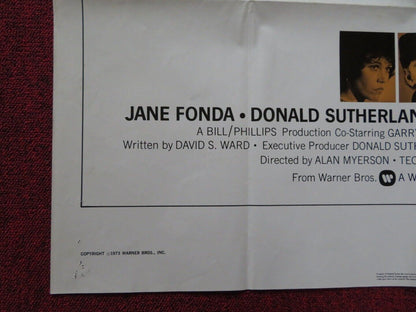 JANE FONDA • DONALD SUTHERLAN
A BILL/PHILLIPS Production Co-Starring GARR
Written by DAVID S. WARD • Executive Producer DONALD SUTH
Directed by ALAN MYERSON • TEC
From Warner Bros. A W
COPYRIGHT ©1973 WARNER BROS., INC.